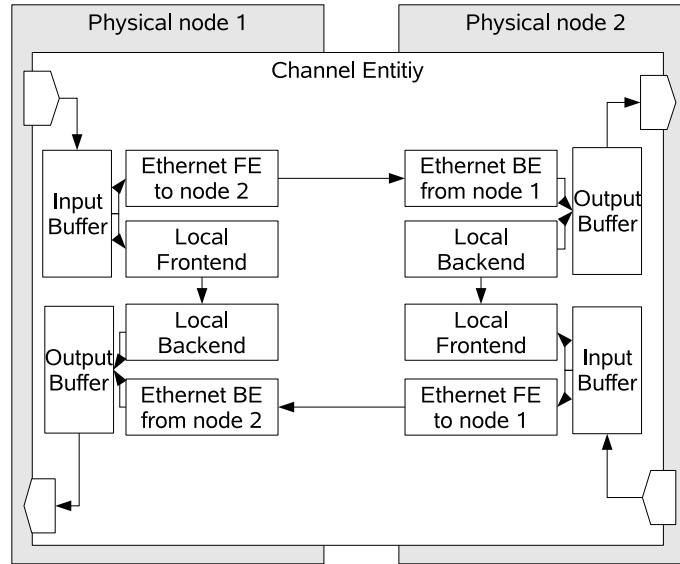 Physical node 1
Physical node 2
Channel Entitiy
Input
Buffer
Ethernet FE
to node 2
Local
Frontend
Ethernet BE
from node 1
Local
Backend
Output
Buffer
Output
Buffer
Local
Backend
Ethernet BE
from node 2
Local
Frontend
Ethernet FE
to node 1
Input
Buffer